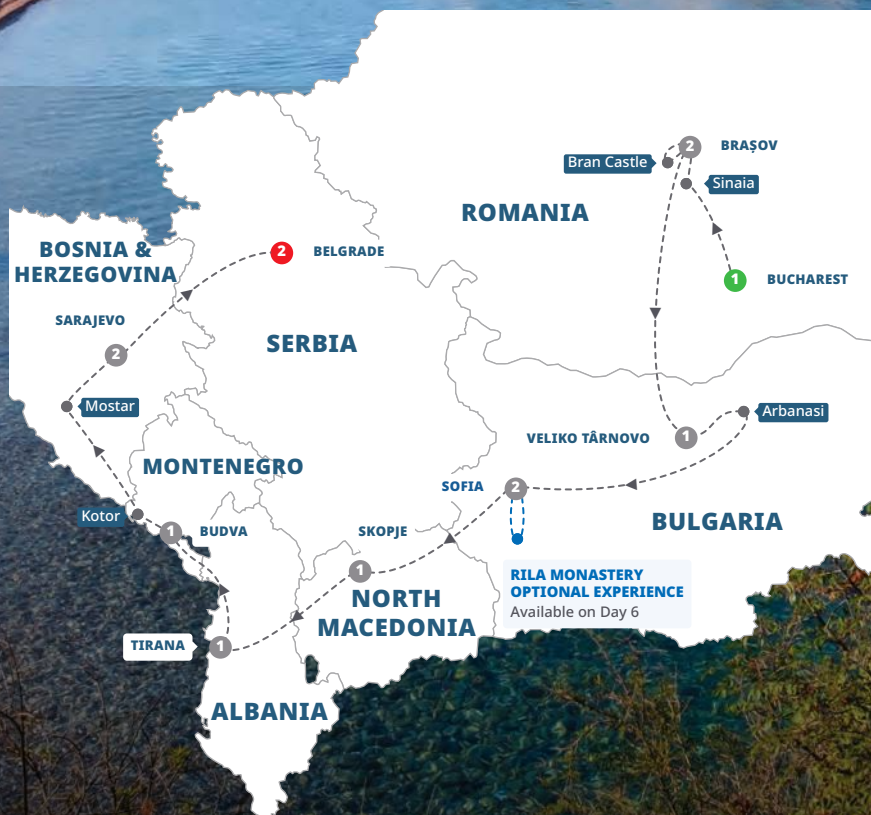 2
BRAȘOV
Bran Castle
Sinaia
ROMANIA
BOSNIA &
HERZEGOVINA
2
BELGRADE
1
BUCHAREST
SARAJEVO
2
SERBIA
Mostar
Arbanasi
VELIKO TÂRNOVO
1
MONTENEGRO
SOFIA
2
Kotor
1
BUDVA
SKOPJE
BULGARIA
1
RILA MONASTERY
OPTIONAL EXPERIENCE
Available on Day 6
NORTH
MACEDONIA
TIRANA
1
ALBANIA